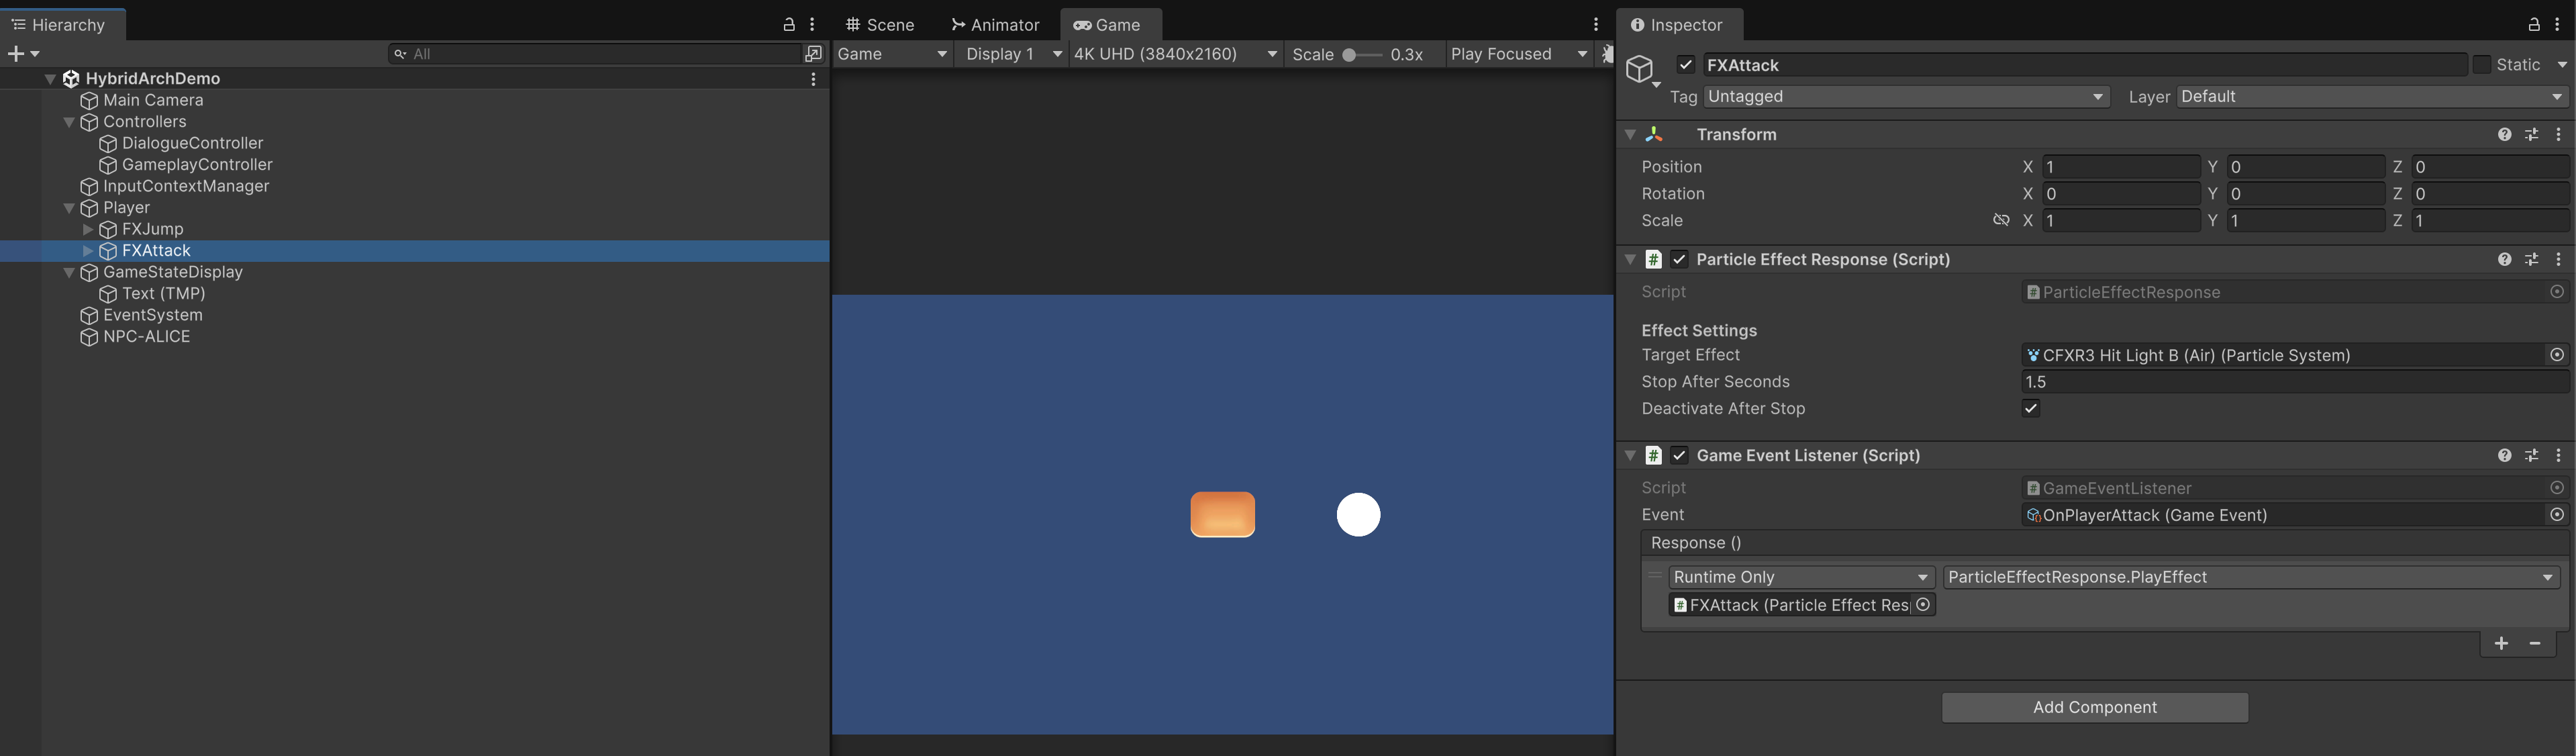 Hierarchy
All
HybridArchDemo
Main Camera
Controllers
DialogueController
GameplayController
InputContextManager
Player
FXJump
FXAttack
GameStateDisplay
Text (TMP)
EventSystem
NPC-ALICE
Scene Animator Game
Game Display 1 4K UHD (3840x2160) Scale 0.3x Play Focused
Inspector
FXAttack Static
Tag Untagged Layer Default
Transform
Position X 1 Y 0 Z 0
Rotation X 0 Y 0 Z 0
Scale X 1 Y 1 Z 1
# Particle Effect Response (Script)
Script # ParticleEffectResponse
Effect Settings
Target Effect CFXR3 Hit Light B (Air) (Particle System)
Stop After Seconds 1.5
Deactivate After Stop
# Game Event Listener (Script)
Script # GameEventListener
Event OnPlayerAttack (Game Event)
Response ()
Runtime Only ParticleEffectResponse.PlayEffect
# FXAttack (Particle Effect Res
+ −
Add Component